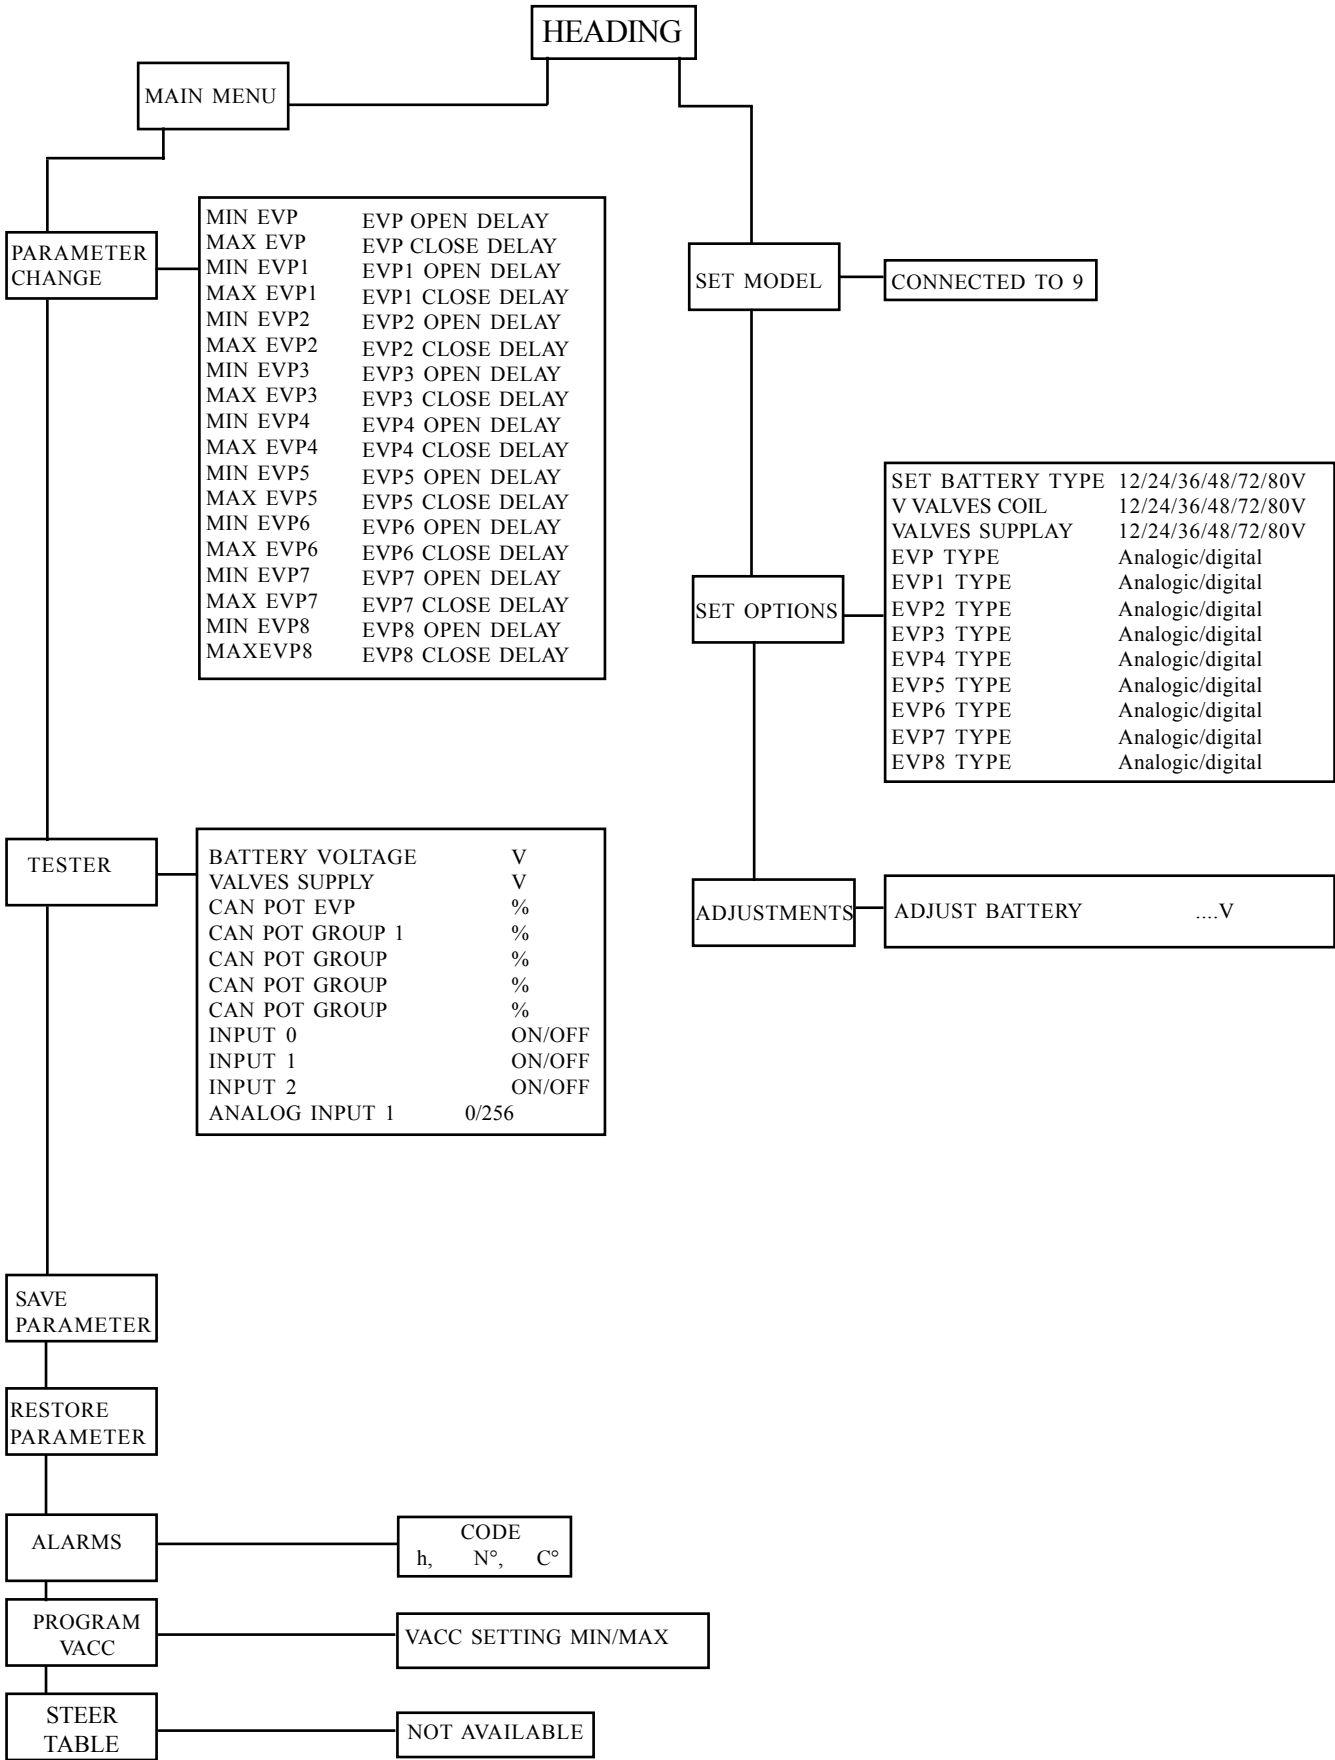 HEADING
MAIN MENU
PARAMETER
CHANGE
MIN EVP EVP OPEN DELAY
MAX EVP EVP CLOSE DELAY
MIN EVP1 EVP1 OPEN DELAY
MAX EVP1 EVP1 CLOSE DELAY
MIN EVP2 EVP2 OPEN DELAY
MAX EVP2 EVP2 CLOSE DELAY
MIN EVP3 EVP3 OPEN DELAY
MAX EVP3 EVP3 CLOSE DELAY
MIN EVP4 EVP4 OPEN DELAY
MAX EVP4 EVP4 CLOSE DELAY
MIN EVP5 EVP5 OPEN DELAY
MAX EVP5 EVP5 CLOSE DELAY
MIN EVP6 EVP6 OPEN DELAY
MAX EVP6 EVP6 CLOSE DELAY
MIN EVP7 EVP7 OPEN DELAY
MAX EVP7 EVP7 CLOSE DELAY
MIN EVP8 EVP8 OPEN DELAY
MAXEVP8 EVP8 CLOSE DELAY
TESTER
BATTERY VOLTAGE V
VALVES SUPPLY V
CAN POT EVP %
CAN POT GROUP 1 %
CAN POT GROUP %
CAN POT GROUP %
CAN POT GROUP %
INPUT 0 ON/OFF
INPUT 1 ON/OFF
INPUT 2 ON/OFF
ANALOG INPUT 1 0/256
SAVE
PARAMETER
RESTORE
PARAMETER
ALARMS
CODE
h, N°, C°
PROGRAM
VACC
VACC SETTING MIN/MAX
STEER
TABLE
NOT AVAILABLE
SET MODEL
CONNECTED TO 9
SET OPTIONS
SET BATTERY TYPE 12/24/36/48/72/80V
V VALVES COIL 12/24/36/48/72/80V
VALVES SUPPLAY 12/24/36/48/72/80V
EVP TYPE Analogic/digital
EVP1 TYPE Analogic/digital
EVP2 TYPE Analogic/digital
EVP3 TYPE Analogic/digital
EVP4 TYPE Analogic/digital
EVP5 TYPE Analogic/digital
EVP6 TYPE Analogic/digital
EVP7 TYPE Analogic/digital
EVP8 TYPE Analogic/digital
ADJUSTMENTS
ADJUST BATTERY ....V